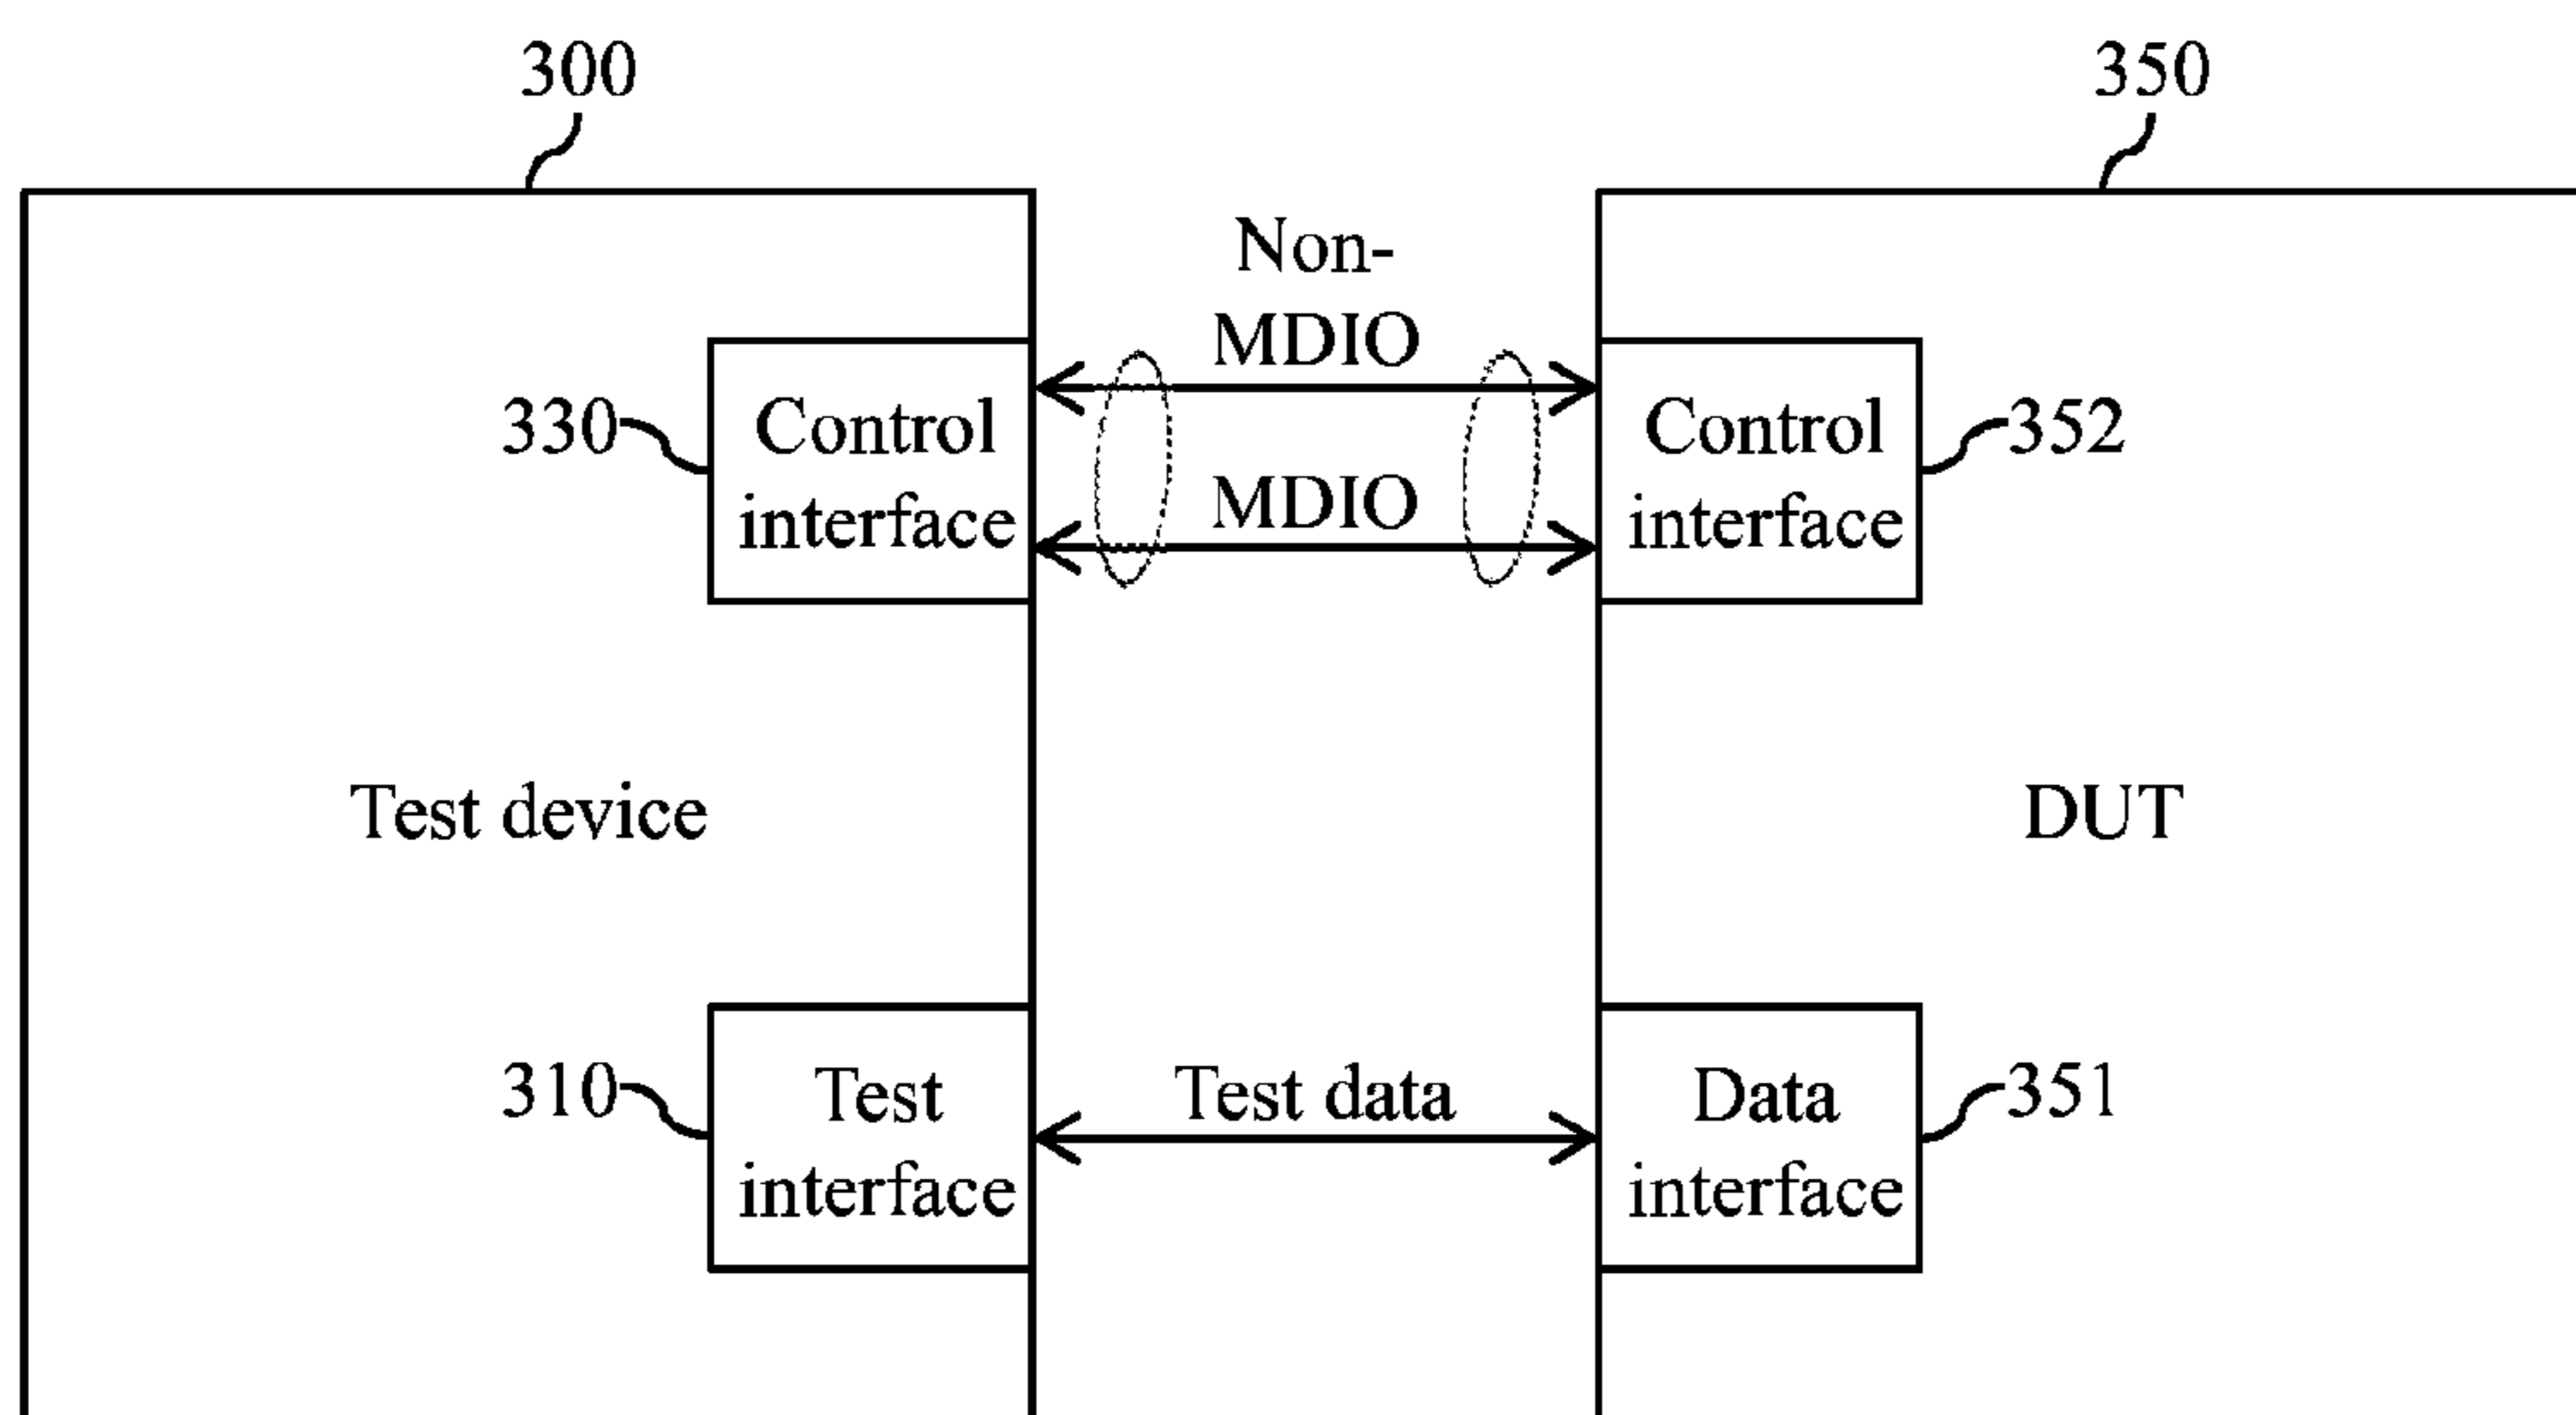 300
350
Non-
MDIO
330
Control
interface
MDIO
Control
interface
352
Test device
DUT
310
Test
interface
Test data
Data
interface
351